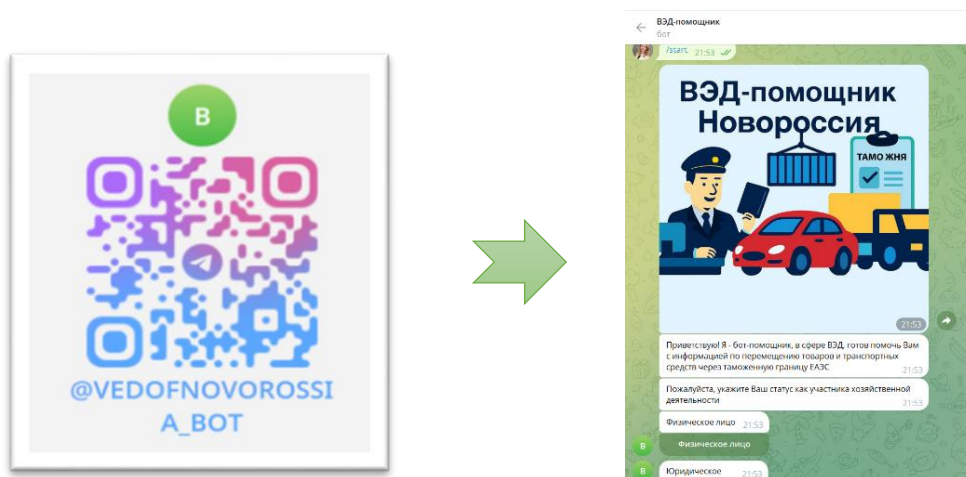 В
@VEDOFNOVOROSSI
A_BOT
ВЭД-помощник
бот
/start 21:53
ВЭД-помощник
Новороссия
ТАМО ЖНЯ
21:53
Приветствую! Я - бот-помощник, в сфере ВЭД, готов помочь Вам
с информацией по перемещению товаров и транспортных
средств через таможенную границу ЕАЭС 21:53
Пожалуйста, укажите Ваш статус как участника хозяйственной
деятельности 21:53
Физическое лицо 21:53
В Физическое лицо
В Юридическое 21:53